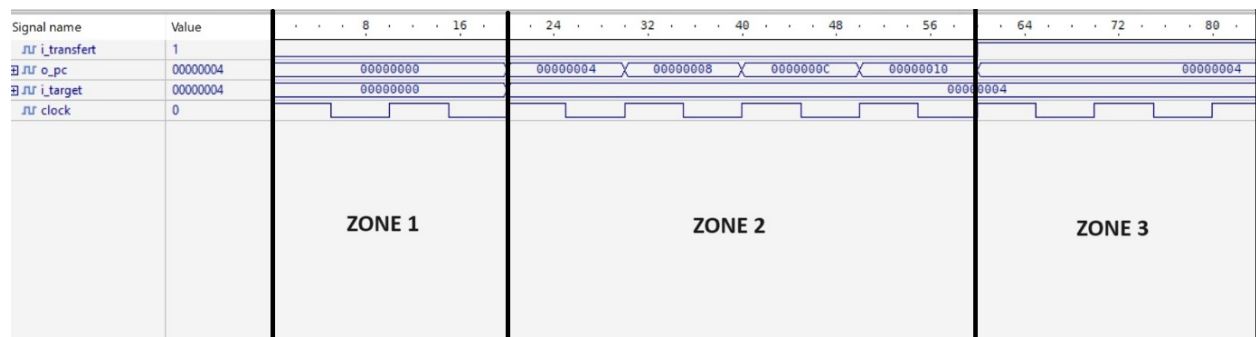 Signal name Value 8 16 24 32 40 48 56 64 72 80
i_transfert 1
o_pc 00000004 00000000 00000004 00000008 0000000C 00000010 00000004
i_target 00000004 00000000 00000004
clock 0
ZONE 1 ZONE 2 ZONE 3